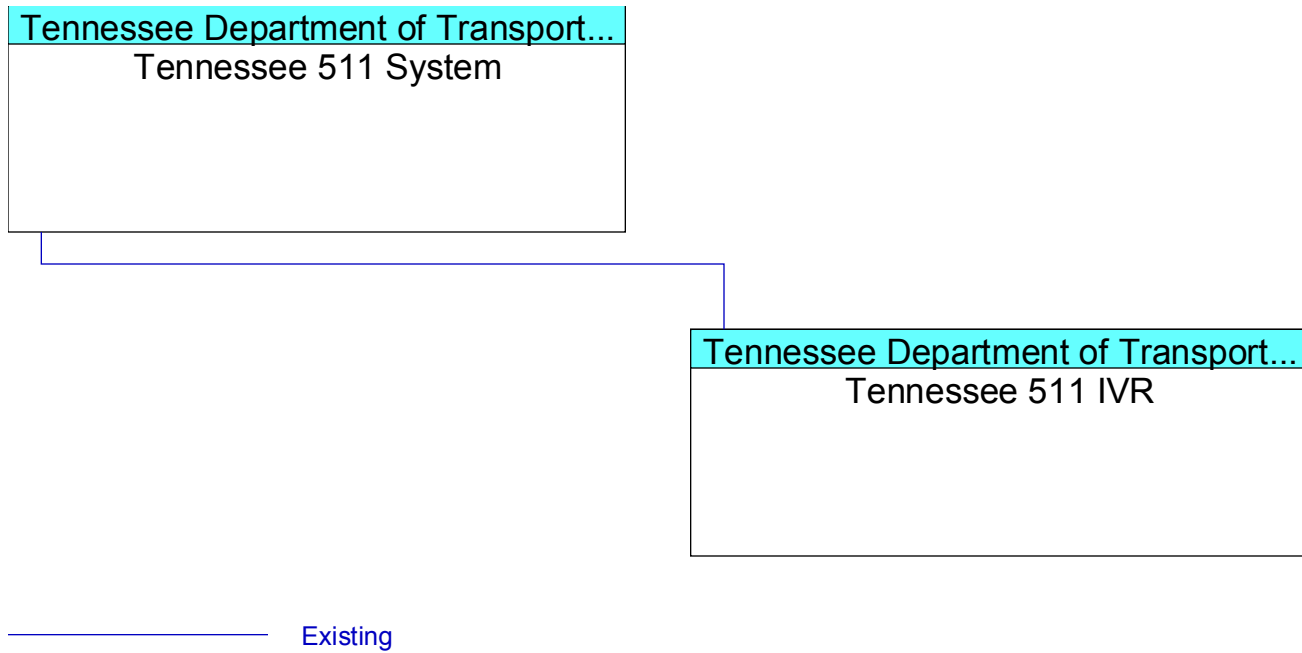 Tennessee Department of Transport...
Tennessee 511 System
Tennessee Department of Transport...
Tennessee 511 IVR
Existing